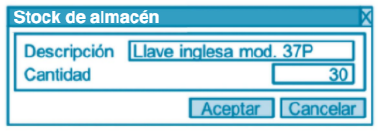 Stock de almacén X
Descripción Llave inglesa mod. 37P
Cantidad 30
Aceptar Cancelar